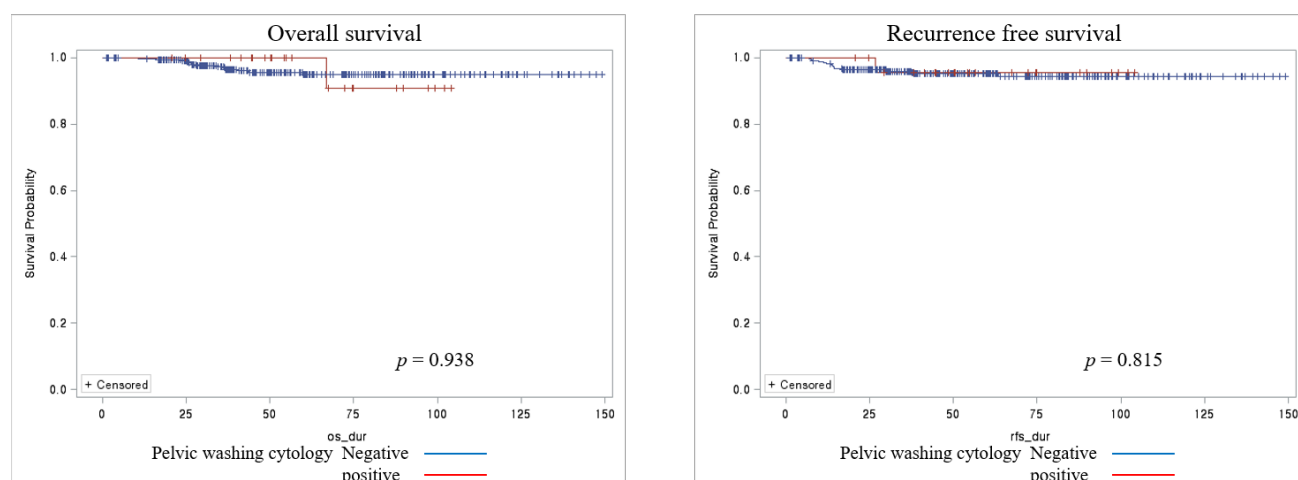 Overall survival
1.0
0.8
0.6
0.4
0.2
0.0
Survival Probability
+ Censored
p = 0.938
0 25 50 75 100 125 150
os_dur
Pelvic washing cytology Negative
positive
Recurrence free survival
1.0
0.8
0.6
0.4
0.2
0.0
Survival Probability
+ Censored
p = 0.815
0 25 50 75 100 125 150
rfs_dur
Pelvic washing cytology Negative
positive